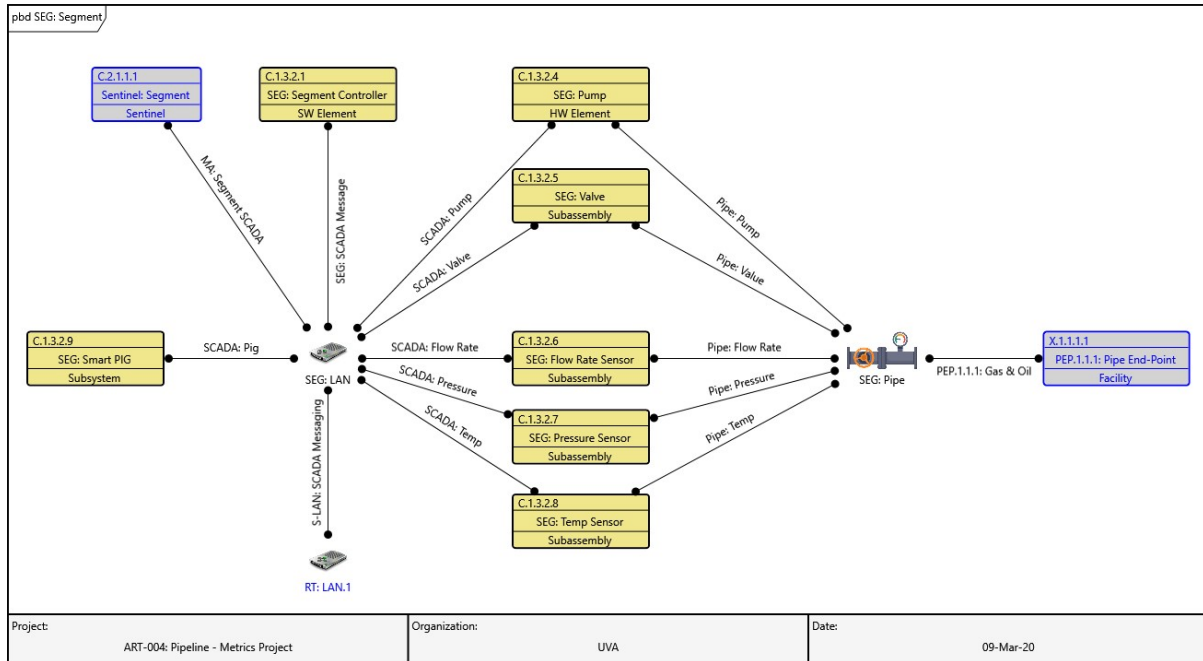 pbd SEG: Segment
C.2.1.1.1
Sentinel: Segment
Sentinel
C.1.3.2.1
SEG: Segment Controller
SW Element
C.1.3.2.4
SEG: Pump
HW Element
C.1.3.2.5
SEG: Valve
Subassembly
MA: Segment SCADA
SEG: SCADA Message
SCADA: Pump
SCADA: Valve
Pipe: Pump
Pipe: Value
C.1.3.2.9
SEG: Smart PIG
Subsystem
SCADA: Pig
SEG: LAN
SCADA: Flow Rate
C.1.3.2.6
SEG: Flow Rate Sensor
Subassembly
Pipe: Flow Rate
SEG: Pipe
PEP.1.1.1: Gas & Oil
X.1.1.1.1
PEP.1.1.1: Pipe End-Point
Facility
SCADA: Pressure
C.1.3.2.7
SEG: Pressure Sensor
Subassembly
Pipe: Pressure
SCADA: Temp
C.1.3.2.8
SEG: Temp Sensor
Subassembly
Pipe: Temp
S-LAN: SCADA Messaging
RT: LAN.1
Project:
ART-004: Pipeline - Metrics Project
Organization:
UVA
Date:
09-Mar-20